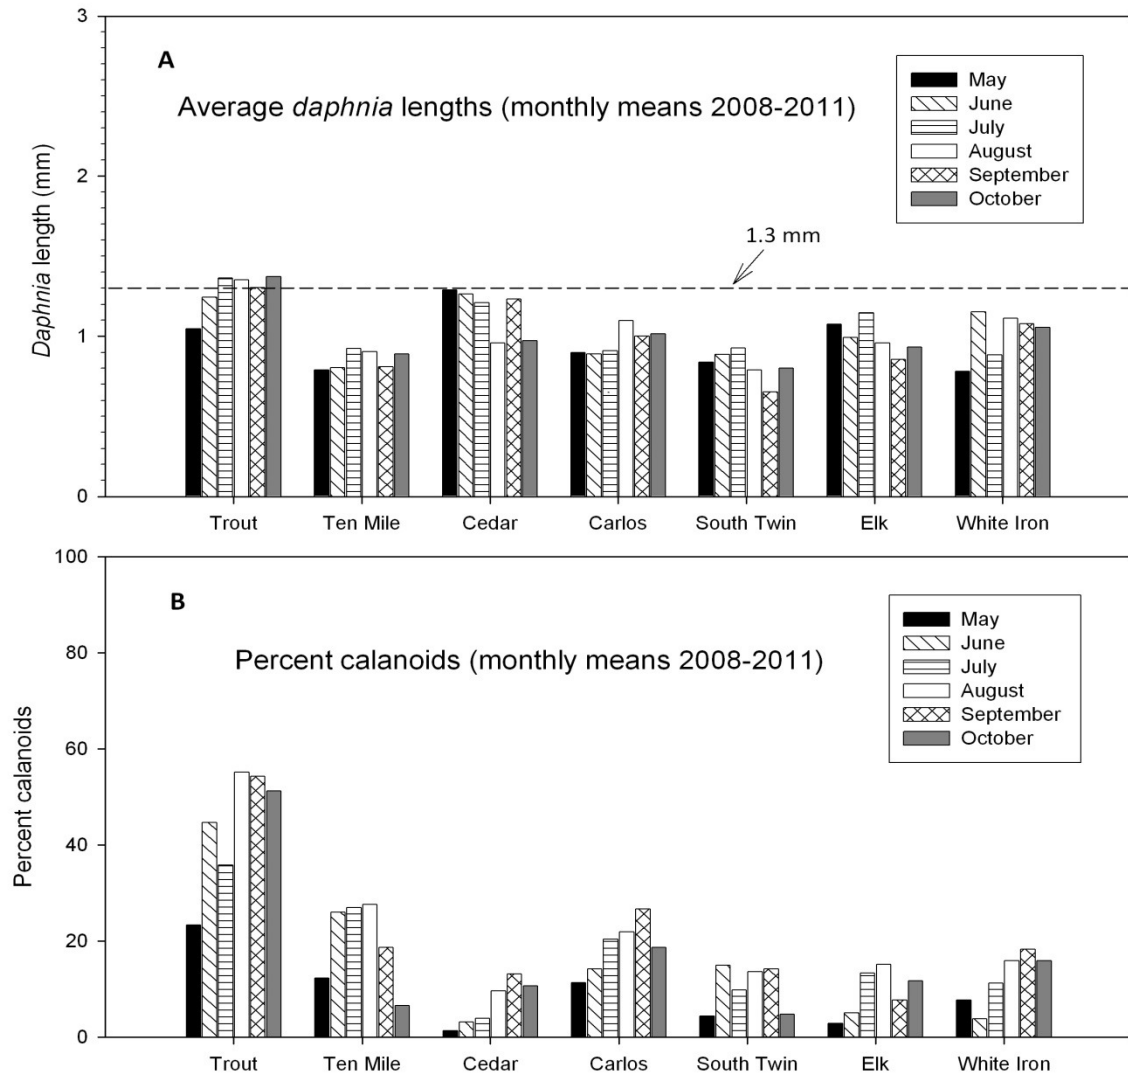 3
A
Average daphnia lengths (monthly means 2008-2011)
May
June
July
August
September
October
2
Daphnia length (mm)
1.3 mm
1
0
Trout Ten Mile Cedar Carlos South Twin Elk White Iron
100
B
Percent calanoids (monthly means 2008-2011)
May
June
July
August
September
October
80
60
Percent calanoids
40
20
0
Trout Ten Mile Cedar Carlos South Twin Elk White Iron